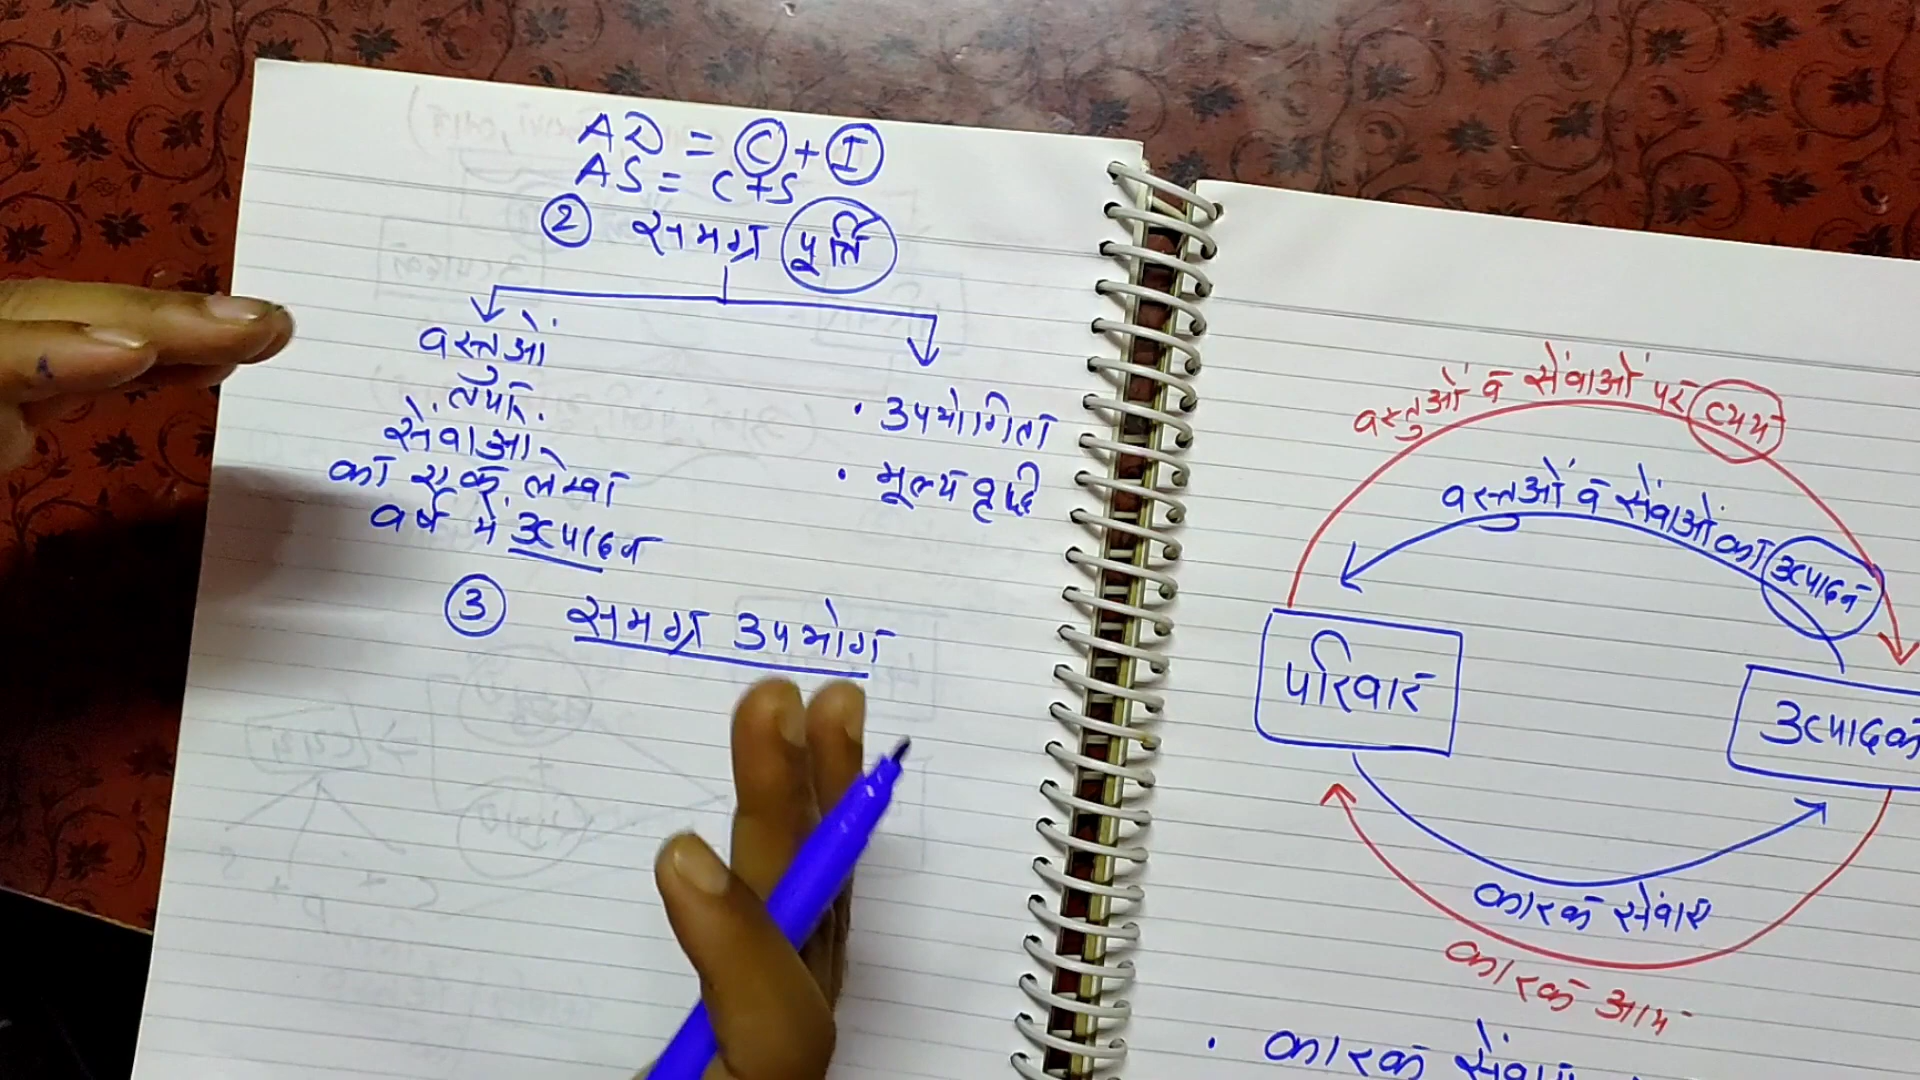 AD = C + I
AS = C+S
② समग्र पूर्ति
वस्तुओं
तथा
सेवाओं
का एक लेखा
वर्ष में उत्पादन
· उपयोगिता
· मूल्य वृद्धि
③ समग्र उपभोग
वस्तुओं व सेवाओं पर व्यय
वस्तुओं व सेवाओं का उत्पादन
परिवार
उत्पादक
कारक सेवाएं
कारक आय
· कारक